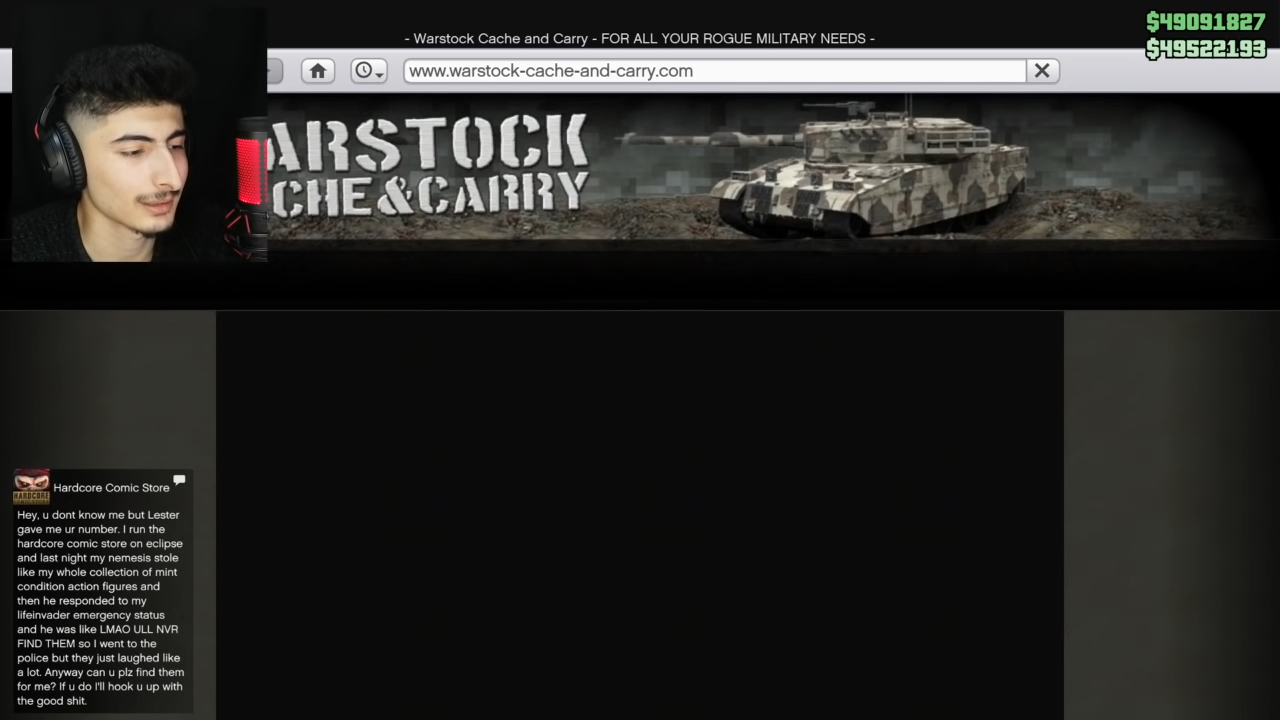 - Warstock Cache and Carry - FOR ALL YOUR ROGUE MILITARY NEEDS -
$49091827
$49522193
www.warstock-cache-and-carry.com
ARSTOCK
CHE&CARRY
HARDCORE
Hardcore Comic Store
Hey, u dont know me but Lester
gave me ur number. I run the
hardcore comic store on eclipse
and last night my nemesis stole
like my whole collection of mint
condition action figures and
then he responded to my
lifeinvader emergency status
and he was like LMAO ULL NVR
FIND THEM so I went to the
police but they just laughed like
a lot. Anyway can u plz find them
for me? If u do I'll hook u up with
the good shit.